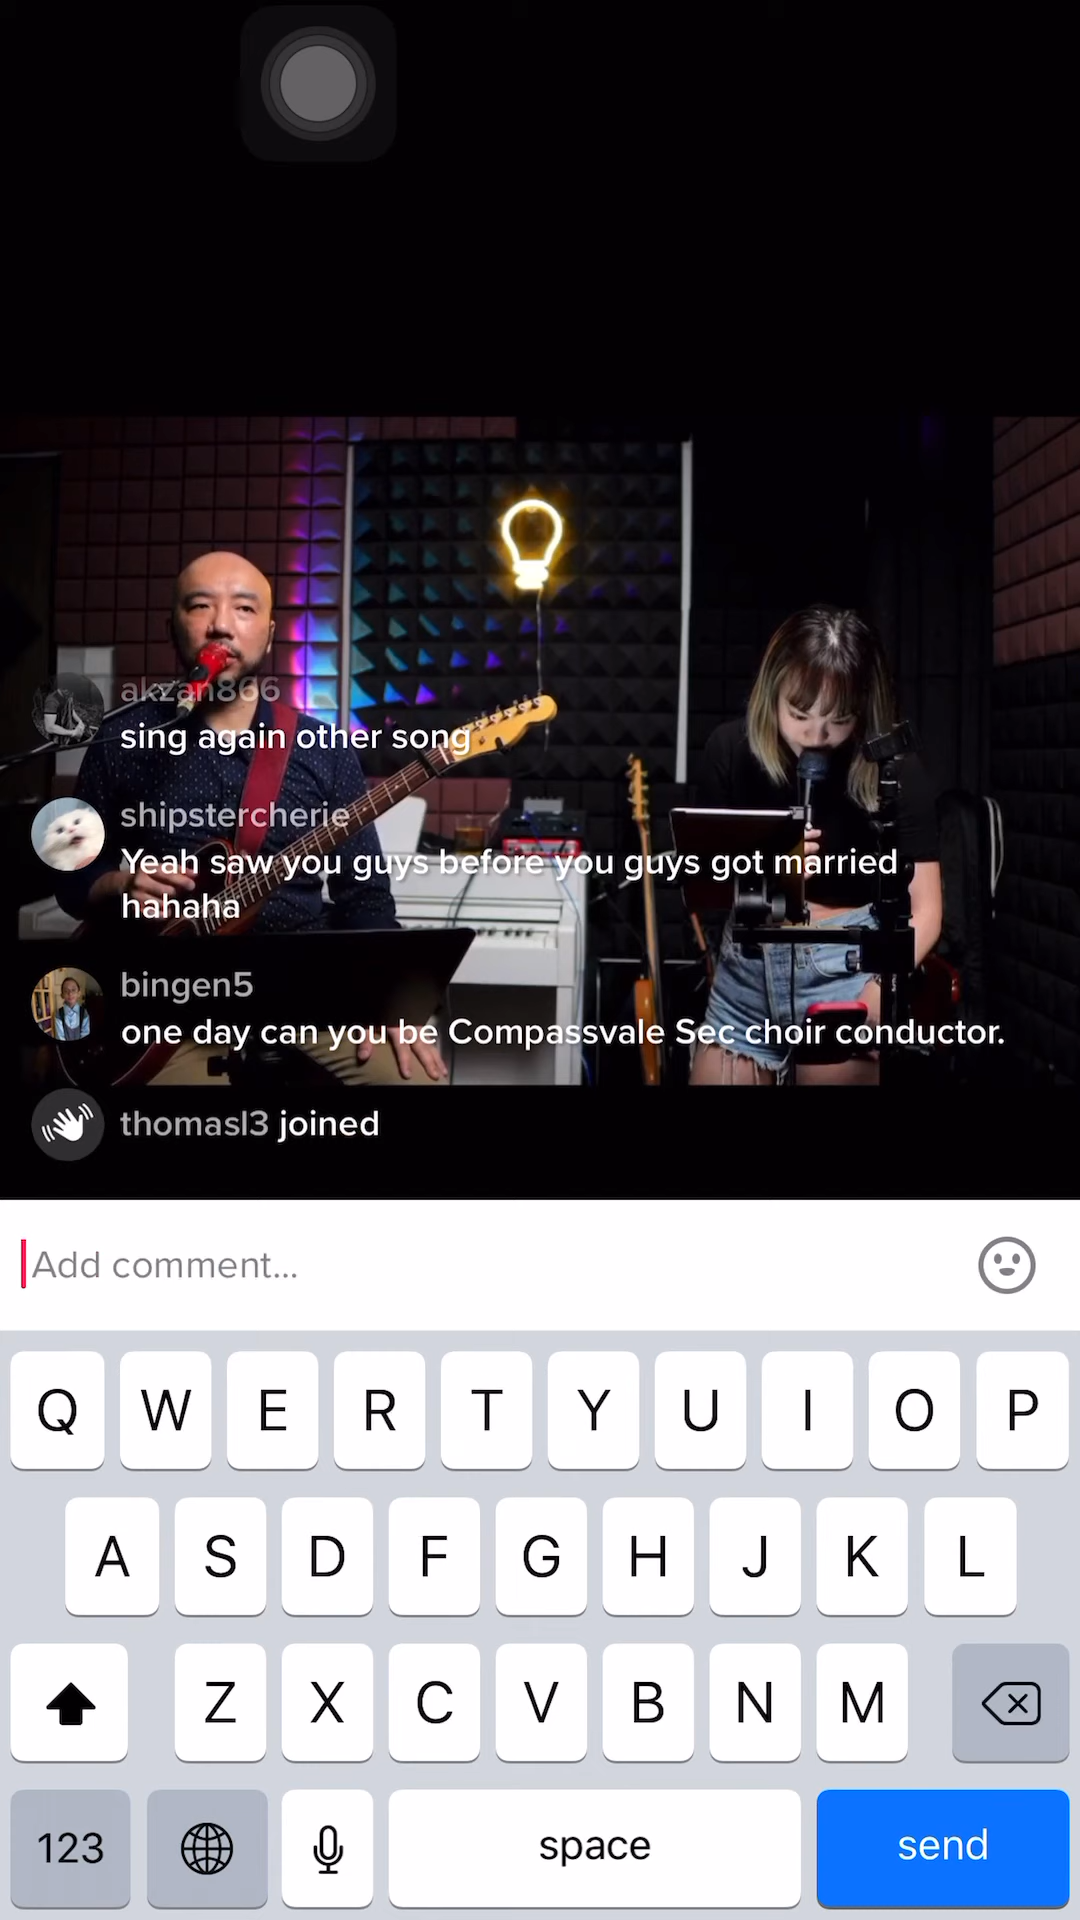 akzan866
sing again other song
shipstercherie
Yeah saw you guys before you guys got married
hahaha
bingen5
one day can you be Compassvale Sec choir conductor.
thomasl3 joined
Add comment...
Q W E R T Y U I O P
A S D F G H J K L
Z X C V B N M
123 space send